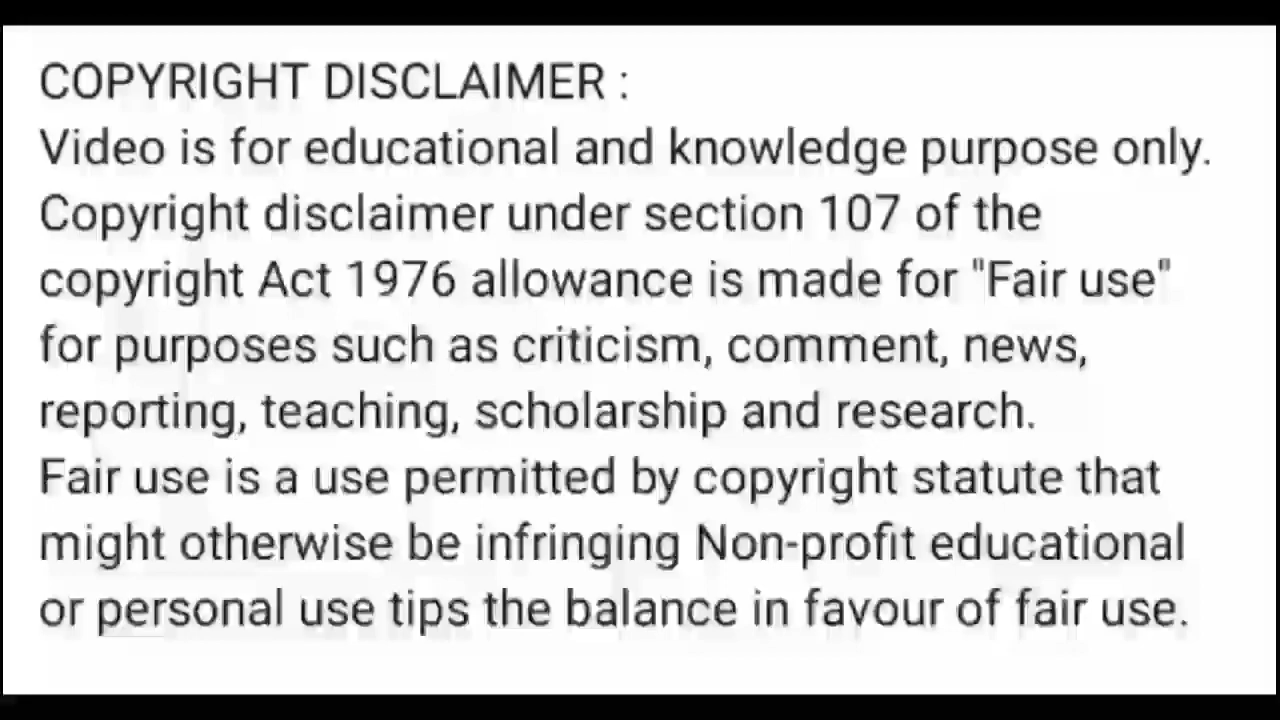 COPYRIGHT DISCLAIMER :
Video is for educational and knowledge purpose only.
Copyright disclaimer under section 107 of the
copyright Act 1976 allowance is made for "Fair use"
for purposes such as criticism, comment, news,
reporting, teaching, scholarship and research.
Fair use is a use permitted by copyright statute that
might otherwise be infringing Non-profit educational
or personal use tips the balance in favour of fair use.